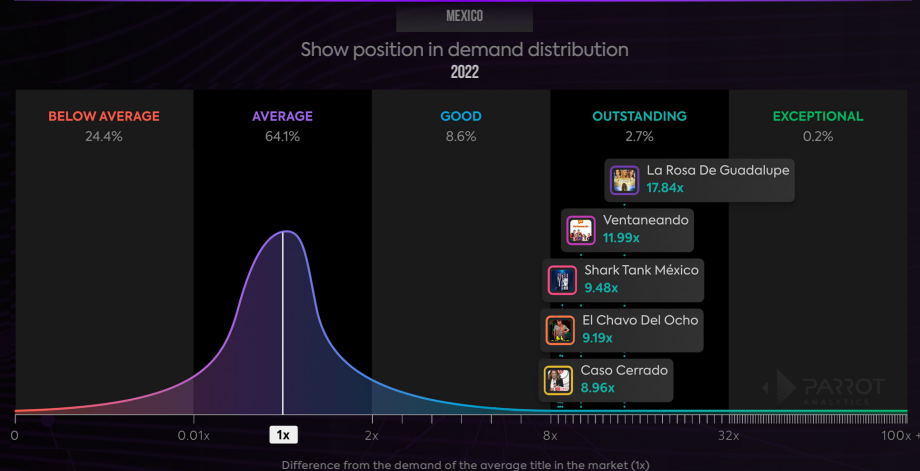 MEXICO
Show position in demand distribution
2022
BELOW AVERAGE
24.4%
AVERAGE
64.1%
GOOD
8.6%
OUTSTANDING
2.7%
EXCEPTIONAL
0.2%
La Rosa De Guadalupe
17.84x
Ventaneando
11.99x
Shark Tank México
9.48x
El Chavo Del Ocho
9.19x
Caso Cerrado
8.96x
PARROT
ANALYTICS
0 0.01x 1x 2x 8x 32x 100x +
Difference from the demand of the average title in the market (1x)